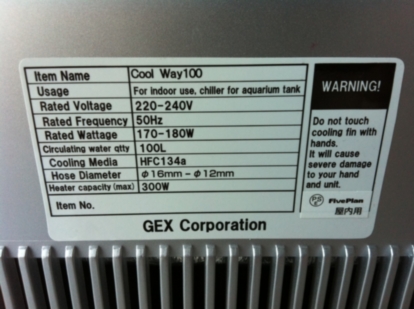 Item Name Cool Way100
Usage For indoor use, chiller for aquarium tank
Rated Voltage 220-240V
Rated Frequency 50Hz
Rated Wattage 170-180W
Circulating water qtty 100L
Cooling Media HFC134a
Hose Diameter φ16mm-φ12mm
Heater capacity(max) 300W
Item No.
GEX Corporation
WARNING!
Do not touch
cooling fin with
hands.
It will cause
severe damage
to your hand
and unit.
FivePlan
屋内用